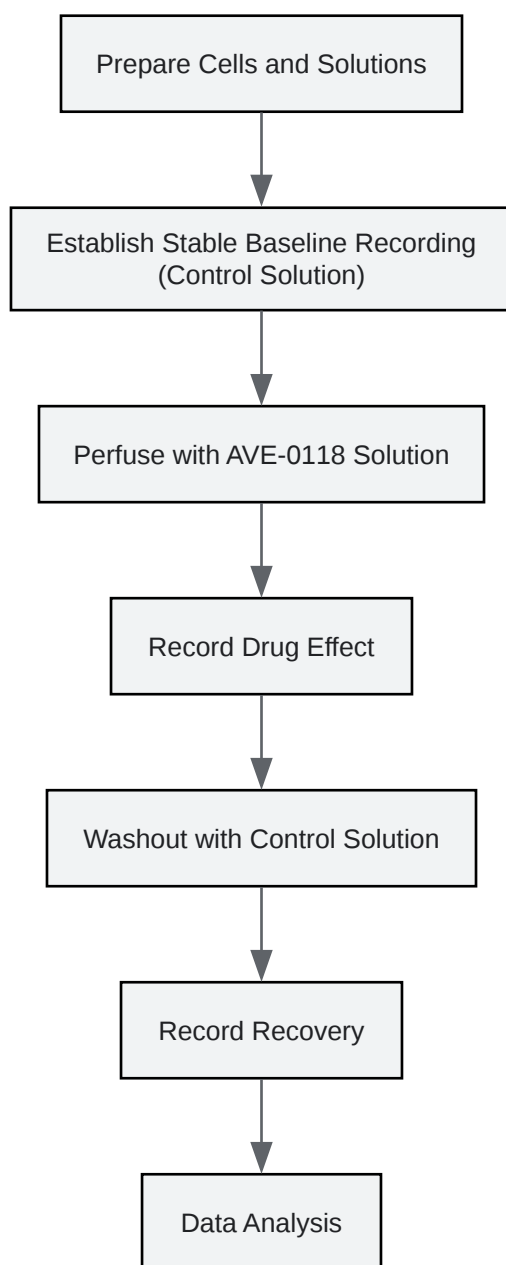 Prepare Cells and Solutions
Establish Stable Baseline Recording
(Control Solution)
Perfuse with AVE-0118 Solution
Record Drug Effect
Washout with Control Solution
Record Recovery
Data Analysis